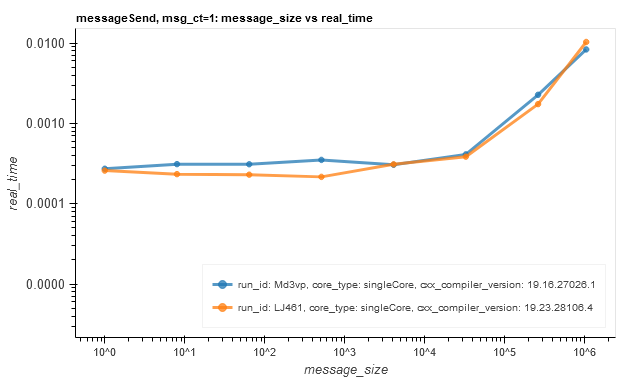 messageSend, msg_ct=1: message_size vs real_time
0.0100
0.0010
0.0001
0.0000
real_time
run_id: Md3vp, core_type: singleCore, cxx_compiler_version: 19.16.27026.1
run_id: LJ461, core_type: singleCore, cxx_compiler_version: 19.23.28106.4
10^0 10^1 10^2 10^3 10^4 10^5 10^6
message_size